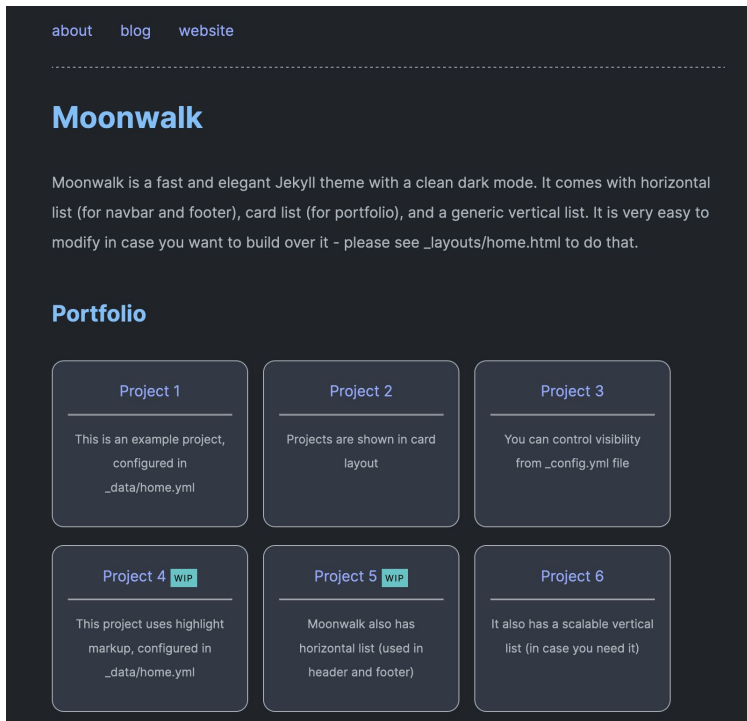 about blog website
Moonwalk
Moonwalk is a fast and elegant Jekyll theme with a clean dark mode. It comes with horizontal
list (for navbar and footer), card list (for portfolio), and a generic vertical list. It is very easy to
modify in case you want to build over it - please see _layouts/home.html to do that.
Portfolio
Project 1
This is an example project,
configured in
_data/home.yml
Project 2
Projects are shown in card
layout
Project 3
You can control visibility
from _config.yml file
Project 4 WIP
This project uses highlight
markup, configured in
_data/home.yml
Project 5 WIP
Moonwalk also has
horizontal list (used in
header and footer)
Project 6
It also has a scalable vertical
list (in case you need it)